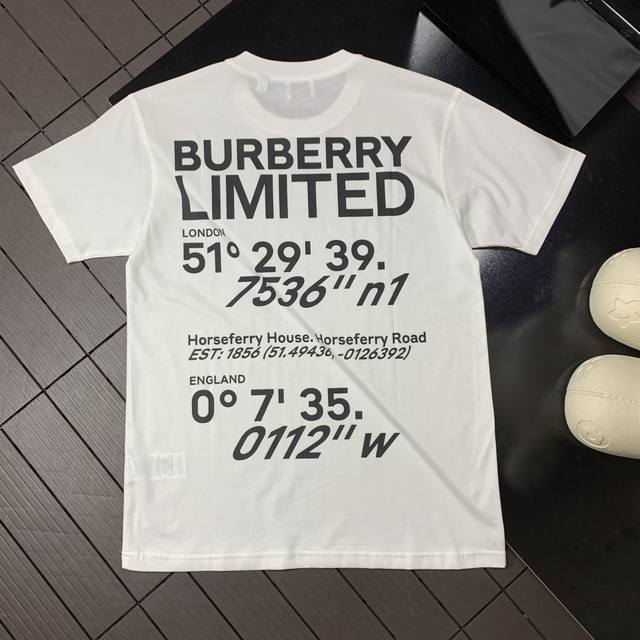 BURBERRY
LIMITED
LONDON
51° 29' 39.
7536" n1
Horseferry House. Horseferry Road
EST: 1856 (51.49436, -0126392)
ENGLAND
0° 7' 35.
0112" w